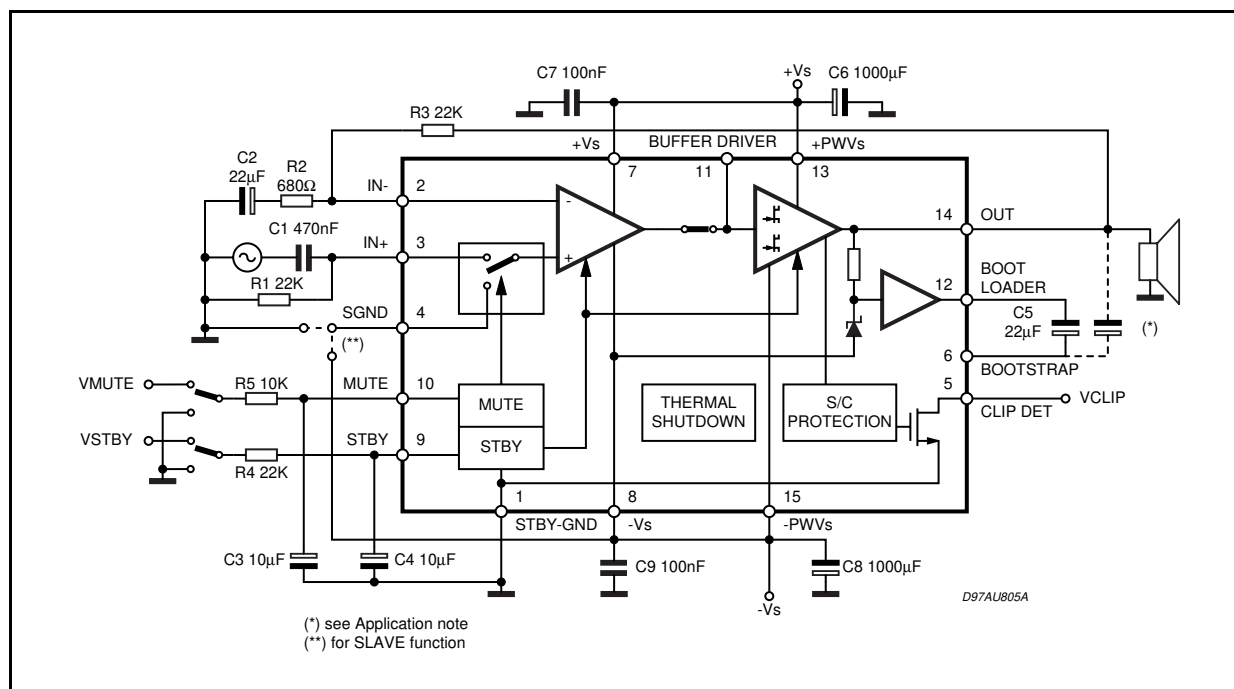 C7 100nF
+Vs
C6 1000µF
R3 22K
+Vs
BUFFER DRIVER
+PWVs
7
11
13
C2
22µF
R2
680Ω
IN-
2
-
14
OUT
C1 470nF
IN+
3
+
R1 22K
BOOT
LOADER
12
SGND
4
(**)
C5
22µF
(*)
6
BOOTSTRAP
VMUTE
R5 10K
MUTE
10
MUTE
THERMAL
SHUTDOWN
S/C
PROTECTION
5
CLIP DET
VCLIP
VSTBY
R4 22K
STBY
9
STBY
1
8
15
STBY-GND
-Vs
-PWVs
C3 10µF
C4 10µF
C9 100nF
C8 1000µF
-Vs
D97AU805A
(*) see Application note
(**) for SLAVE function